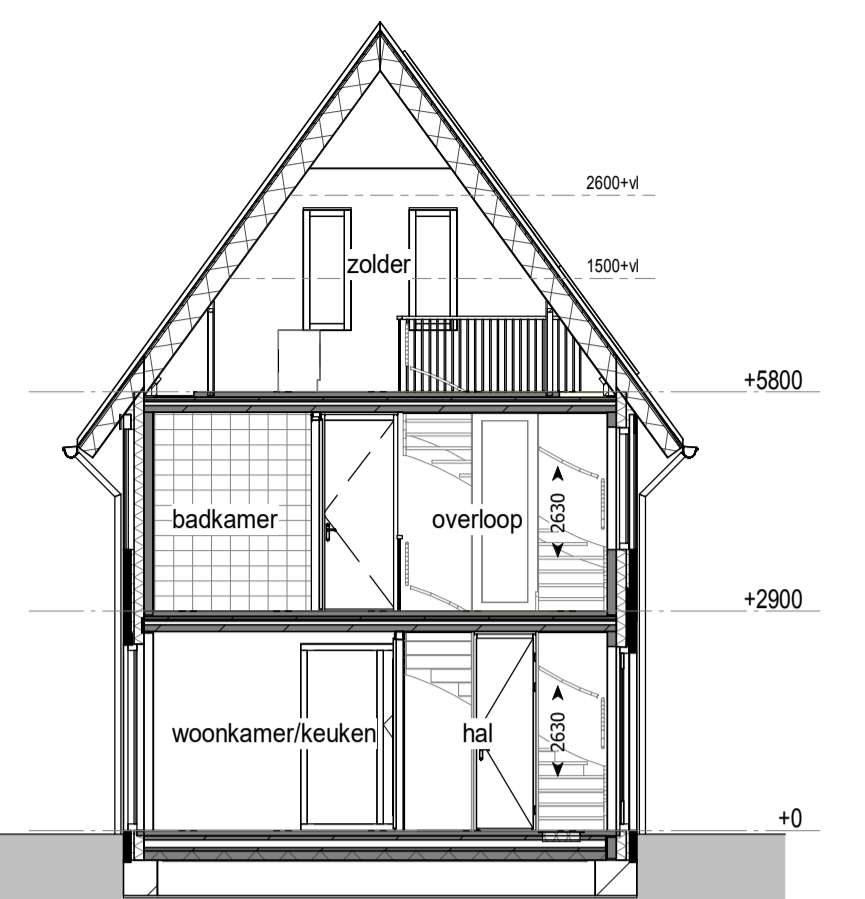 2600+vl
zolder
1500+vl
+5800
badkamer
overloop
2630
+2900
woonkamer/keuken
hal
2630
+0